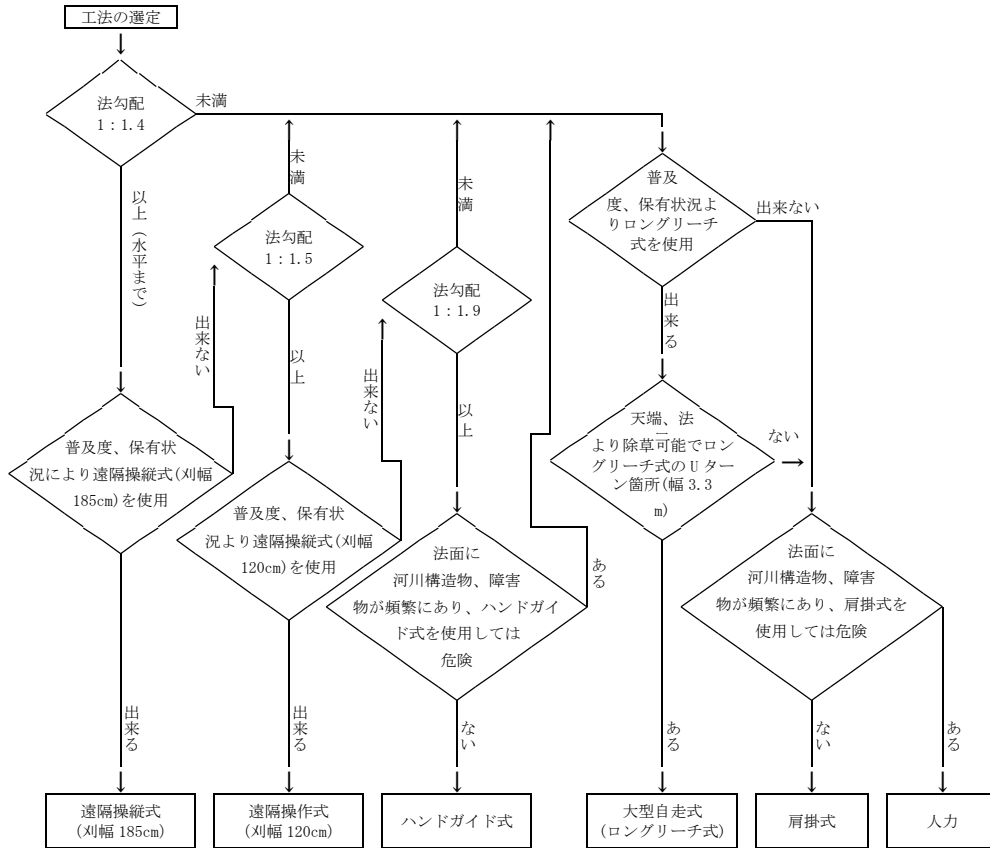 工法の選定
法勾配
1：1.4
未満
以上（水平まで）
未満
法勾配
1：1.5
出来ない
以上
未満
法勾配
1：1.9
出来ない
以上
普及
度、保有状況よ
りロングリーチ
式を使用
出来ない
出来る
天端、法
より除草可能でロン
グリーチ式のUター
ン箇所(幅3.3
m)
ない
普及度、保有状
況により遠隔操縦式(刈幅
185cm)を使用
普及度、保有状
況より遠隔操縦式(刈幅
120cm)を使用
法面に
河川構造物、障害
物が頻繁にあり、ハンドガイ
ド式を使用しては
危険
ある
法面に
河川構造物、障害
物が頻繁にあり、肩掛式を
使用しては危険
出来る
出来る
ない
ある
ない
ある
遠隔操縦式
(刈幅185cm)
遠隔操作式
(刈幅120cm)
ハンドガイド式
大型自走式
(ロングリーチ式)
肩掛式
人力